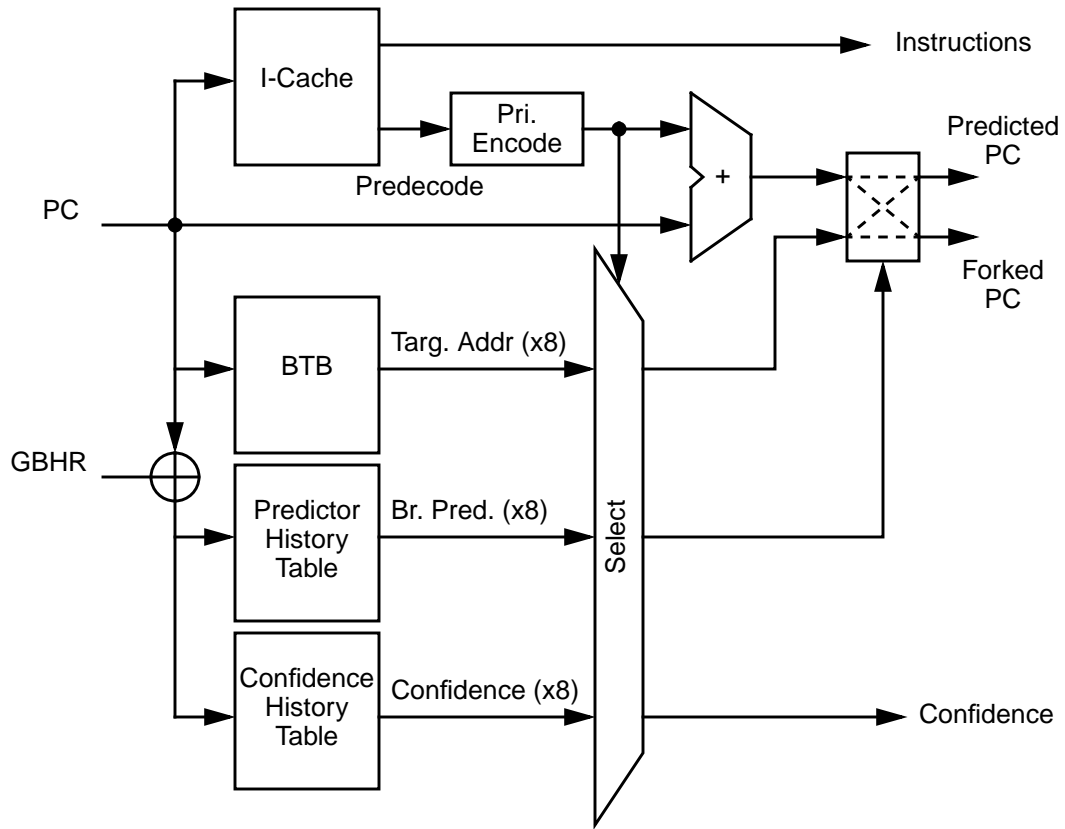 Instructions
I-Cache
Pri.
Encode
Predicted
PC
+
Predecode
PC
Forked
PC
Targ. Addr (x8)
BTB
GBHR
Predictor
History
Table
Br. Pred. (x8)
Select
Confidence
History
Table
Confidence (x8)
Confidence